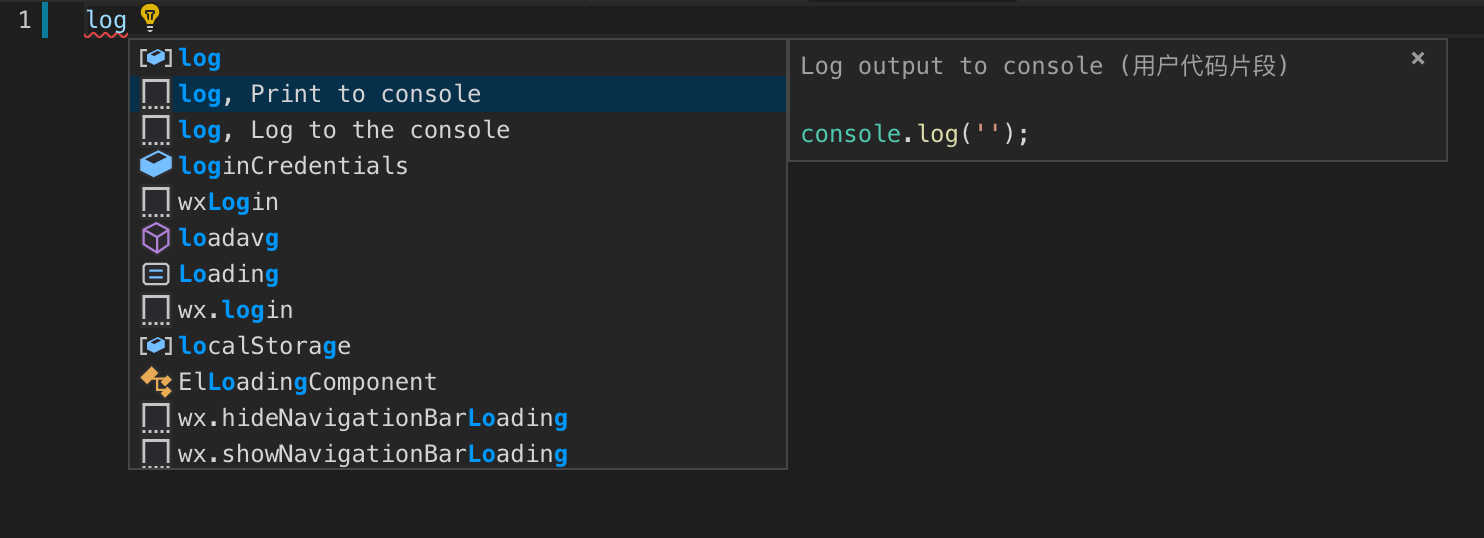 1 log
log
log, Print to console
log, Log to the console
loginCredentials
wxLogin
loadavg
Loading
wx.login
localStorage
ElLoadingComponent
wx.hideNavigationBarLoading
wx.showNavigationBarLoading
Log output to console (用户代码片段) ×
console.log('');